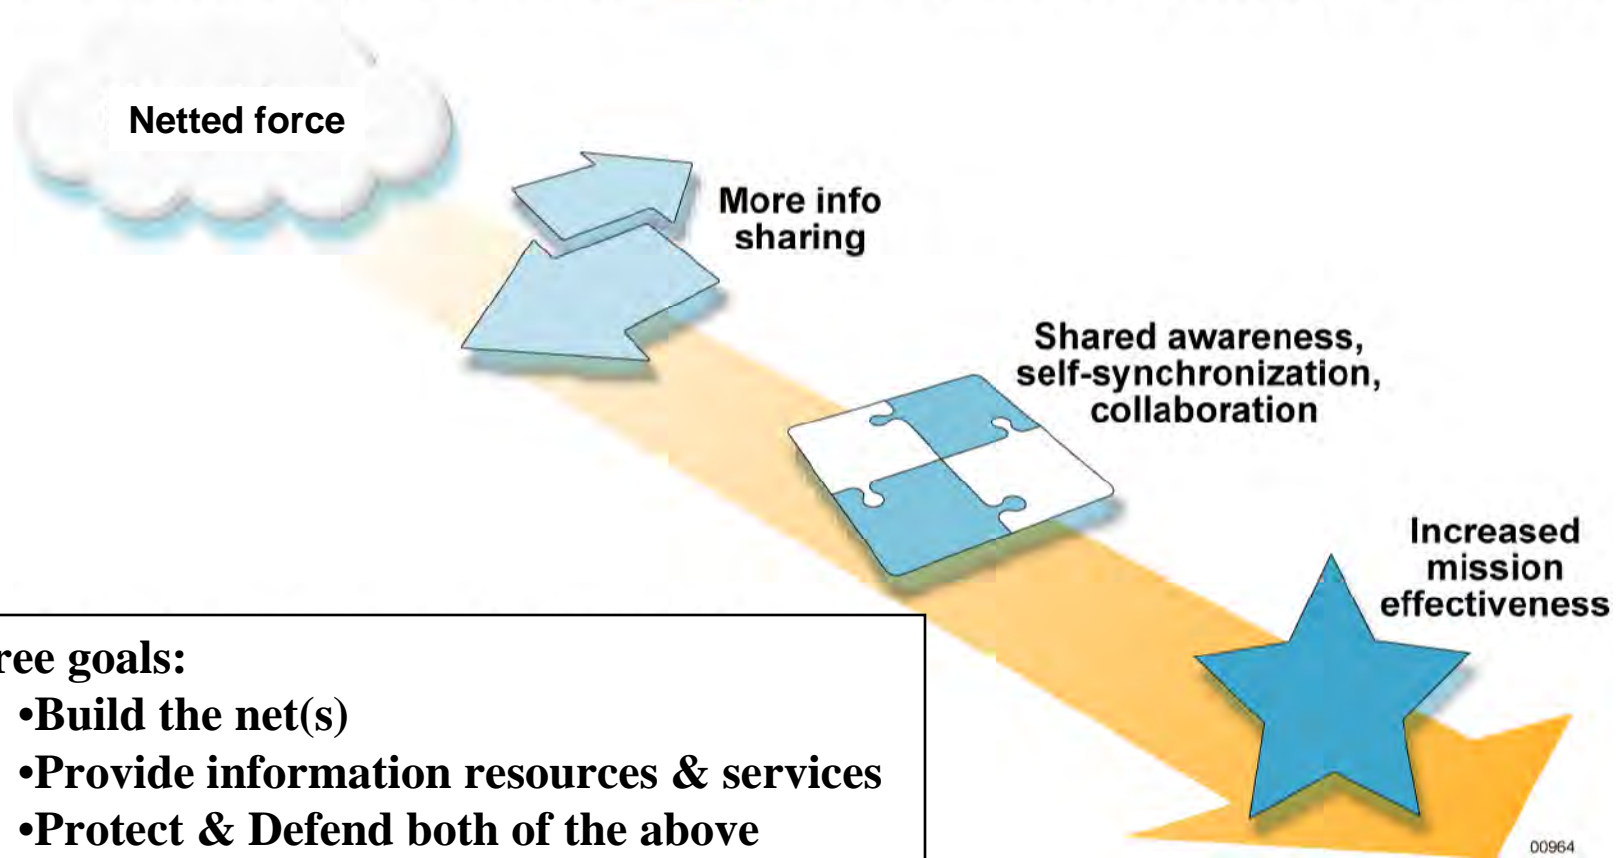 Netted force
More info
sharing
Shared awareness,
self-synchronization,
collaboration
Increased
mission
effectiveness
ree goals:
•Build the net(s)
•Provide information resources & services
•Protect & Defend both of the above
00964